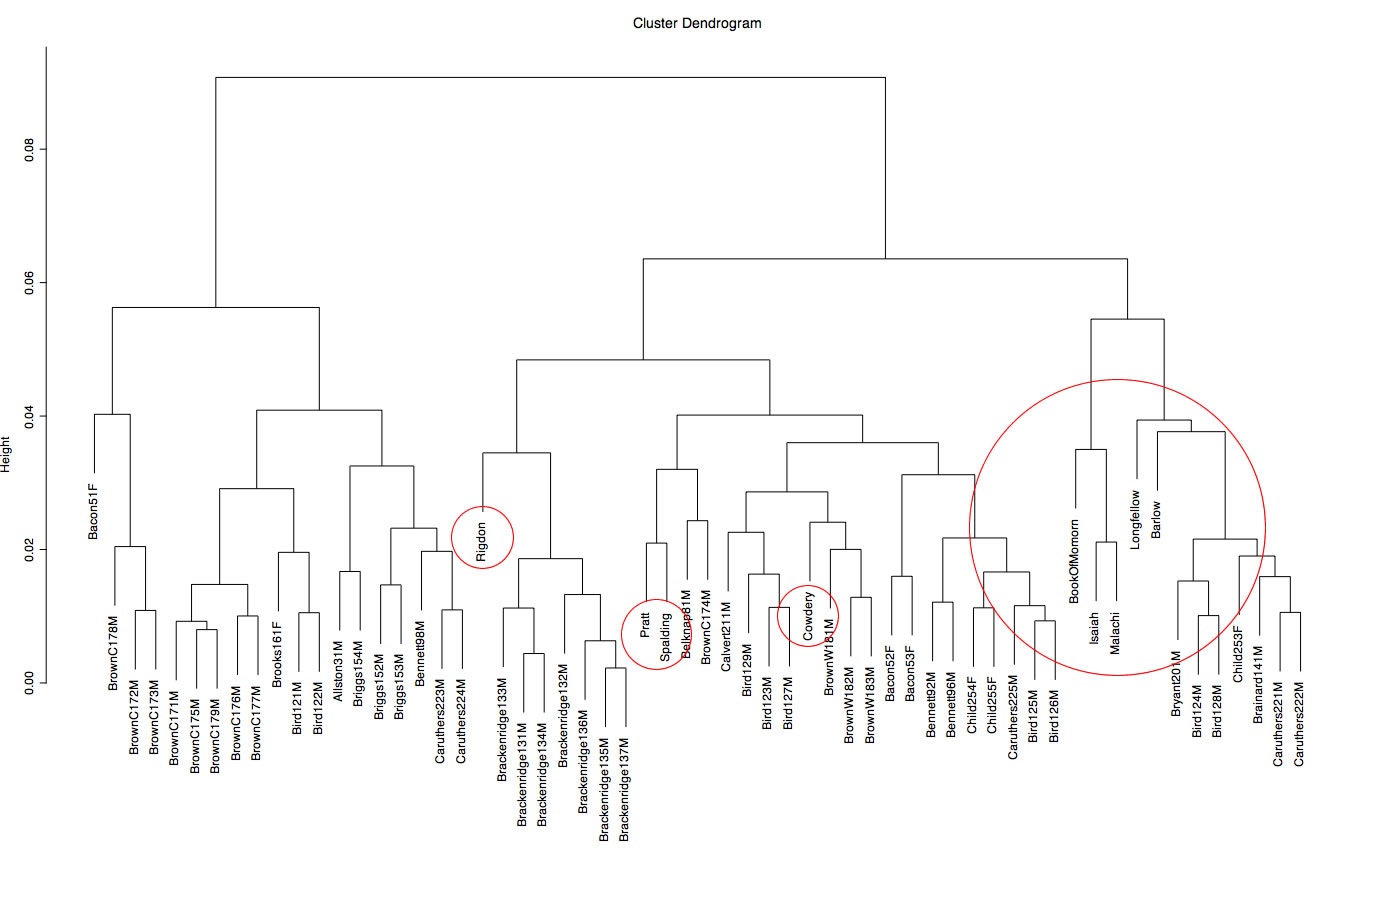 Cluster Dendrogram
Height
0.08
0.06
0.04
0.02
0.00
Bacon51F
BrownC178M
BrownC172M
BrownC173M
BrownC171M
BrownC175M
BrownC179M
BrownC176M
BrownC177M
Brooks161F
Bird121M
Bird122M
Allston31M
Briggs154M
Briggs152M
Briggs153M
Bennett98M
Caruthers223M
Caruthers224M
Rigdon
Brackenridge133M
Brackenridge131M
Brackenridge134M
Brackenridge132M
Brackenridge136M
Brackenridge135M
Brackenridge137M
Pratt
Spalding
Belknap81M
BrownC174M
Calvert211M
Bird129M
Bird123M
Bird127M
Cowdery
BrownW181M
BrownW182M
BrownW183M
Bacon52F
Bacon53F
Bennett92M
Bennett96M
Child254F
Child255F
Caruthers225M
Bird125M
Bird126M
BookOfMomorn
Isaiah
Malachi
Longfellow
Barlow
Bryant201M
Bird124M
Bird128M
Child253F
Brainard141M
Caruthers221M
Caruthers222M